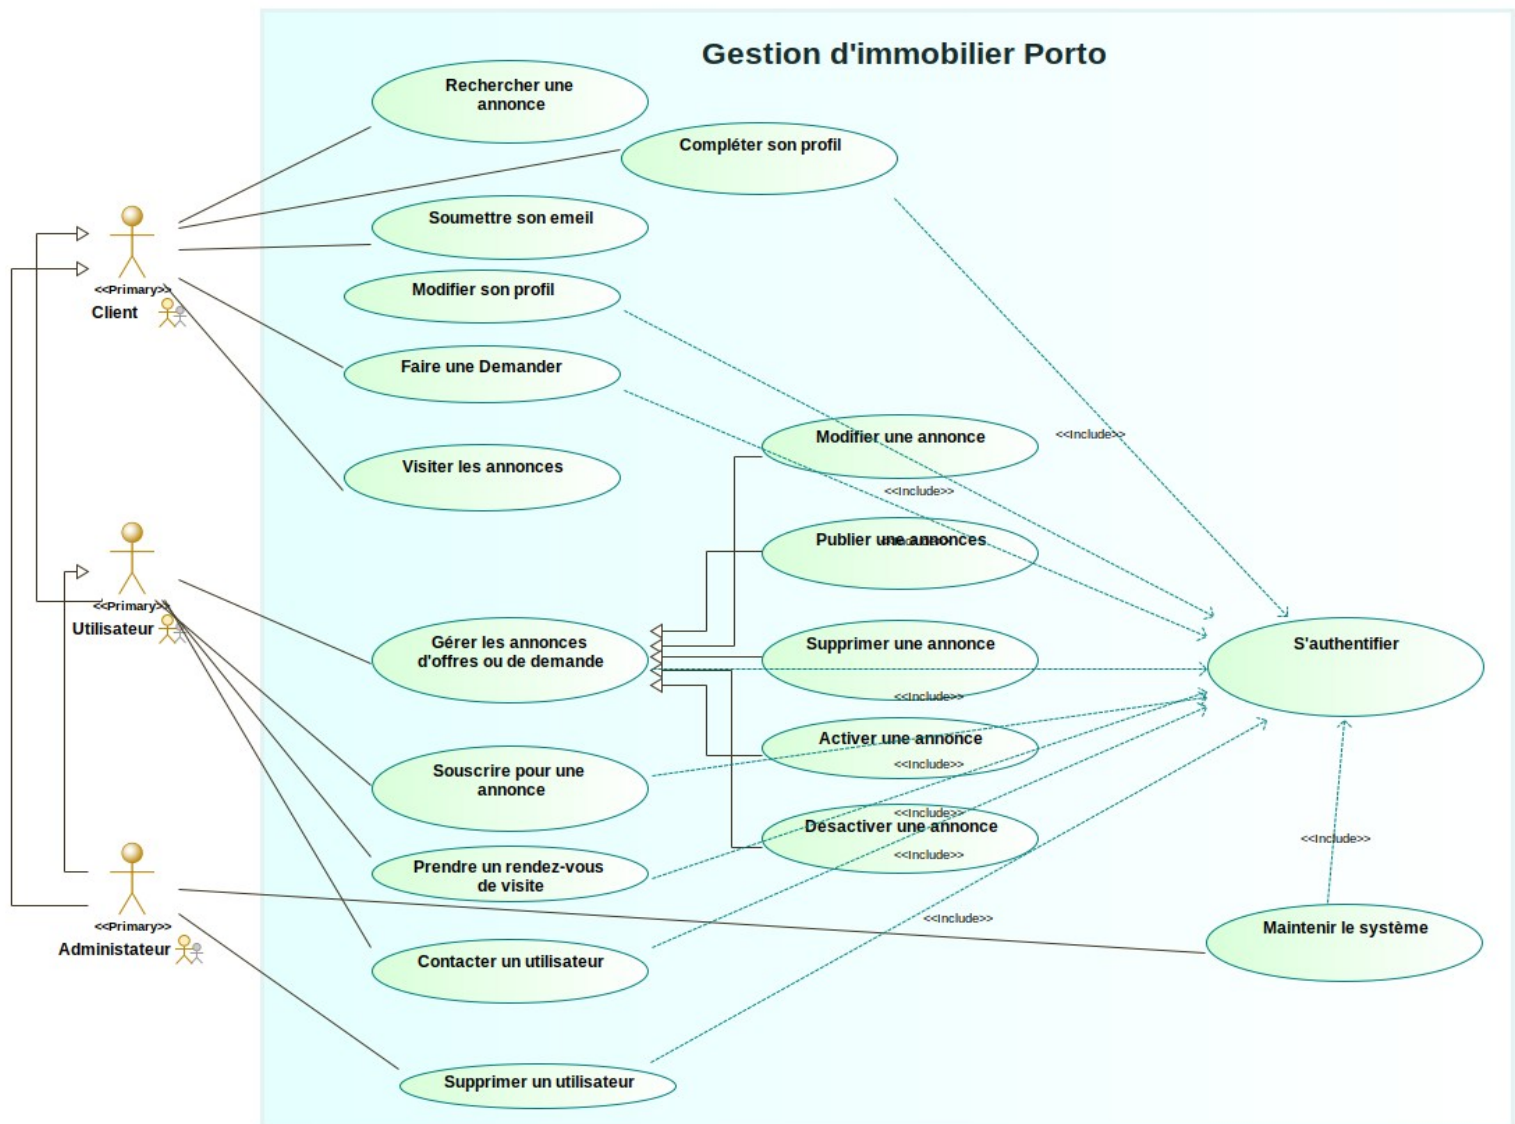 Gestion d'immobilier Porto
Rechercher une
annonce
Compléter son profil
Soumettre son emeil
Modifier son profil
<<Primary>>
Client
Faire une Demander
Modifier une annonce
<<Include>>
Visiter les annonces
<<Include>>
Publier une annonces
<<Include>>
<<Primary>>
Utilisateur
Gérer les annonces
d'offres ou de demande
Supprimer une annonce
S'authentifier
<<Include>>
Activer une annonce
<<Include>>
Souscrire pour une
annonce
<<Include>>
Désactiver une annonce
<<Include>>
<<Include>>
Prendre un rendez-vous
de visite
<<Include>>
<<Primary>>
Administateur
Maintenir le système
Contacter un utilisateur
Supprimer un utilisateur